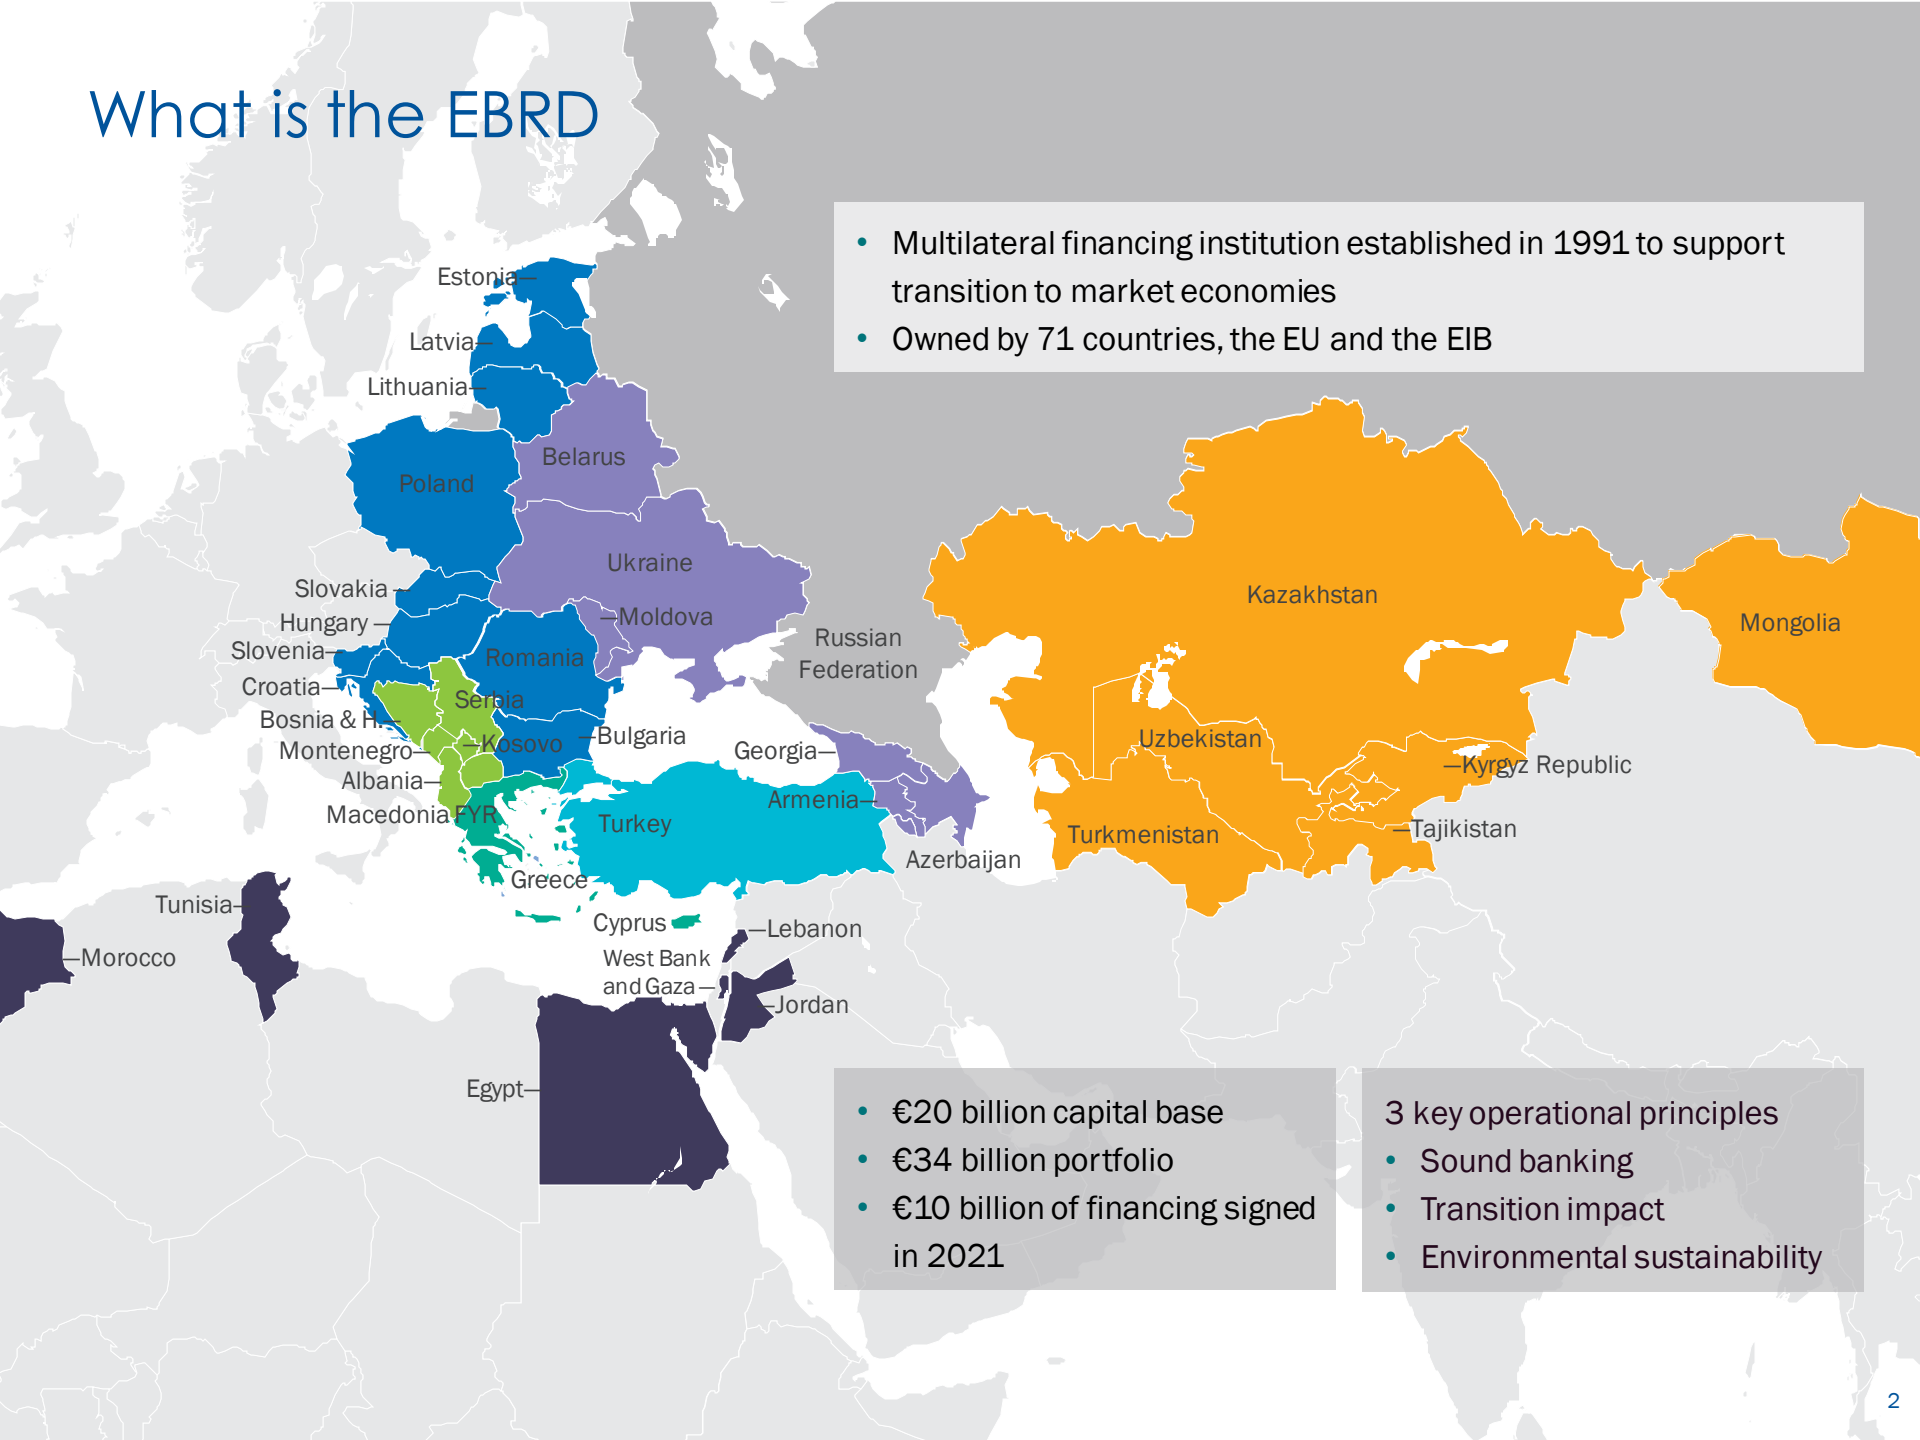 What is the EBRD
• Multilateral financing institution established in 1991 to support
transition to market economies
• Owned by 71 countries, the EU and the EIB
Estonia
Latvia
Lithuania
Belarus
Poland
Ukraine
Slovakia
Hungary
Moldova
Slovenia
Romania
Croatia
Serbia
Bosnia & H.
Kosovo
Bulgaria
Montenegro
Albania
Macedonia FYR
Russian
Federation
Georgia
Armenia
Turkey
Azerbaijan
Greece
Cyprus
Kazakhstan
Mongolia
Uzbekistan
Kyrgyz Republic
Turkmenistan
Tajikistan
Tunisia
Morocco
Lebanon
West Bank
and Gaza
Jordan
Egypt
• €20 billion capital base
• €34 billion portfolio
• €10 billion of financing signed
in 2021
3 key operational principles
• Sound banking
• Transition impact
• Environmental sustainability
2